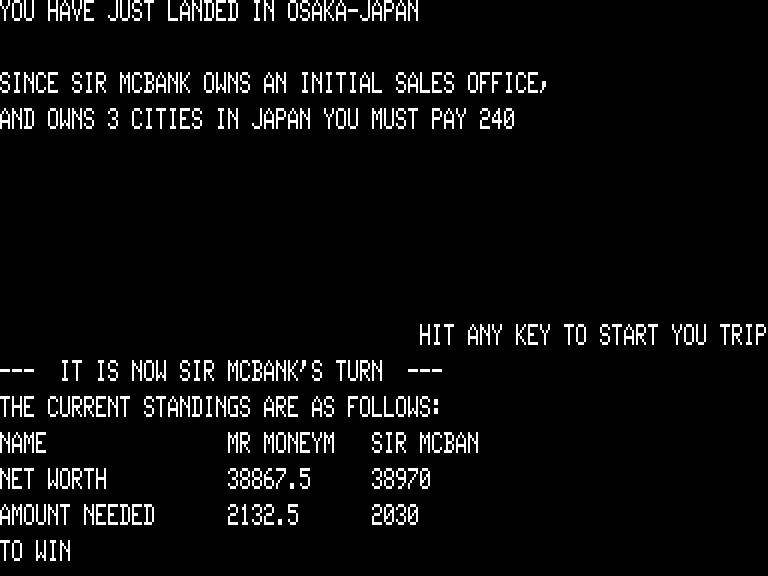 YOU HAVE JUST LANDED IN OSAKA-JAPAN
SINCE SIR MCBANK OWNS AN INITIAL SALES OFFICE,
AND OWNS 3 CITIES IN JAPAN YOU MUST PAY 240
HIT ANY KEY TO START YOU TRIP
--- IT IS NOW SIR MCBANK'S TURN ---
THE CURRENT STANDINGS ARE AS FOLLOWS:
NAME MR MONEYM SIR MCBAN
NET WORTH 38867.5 38970
AMOUNT NEEDED 2132.5 2030
TO WIN